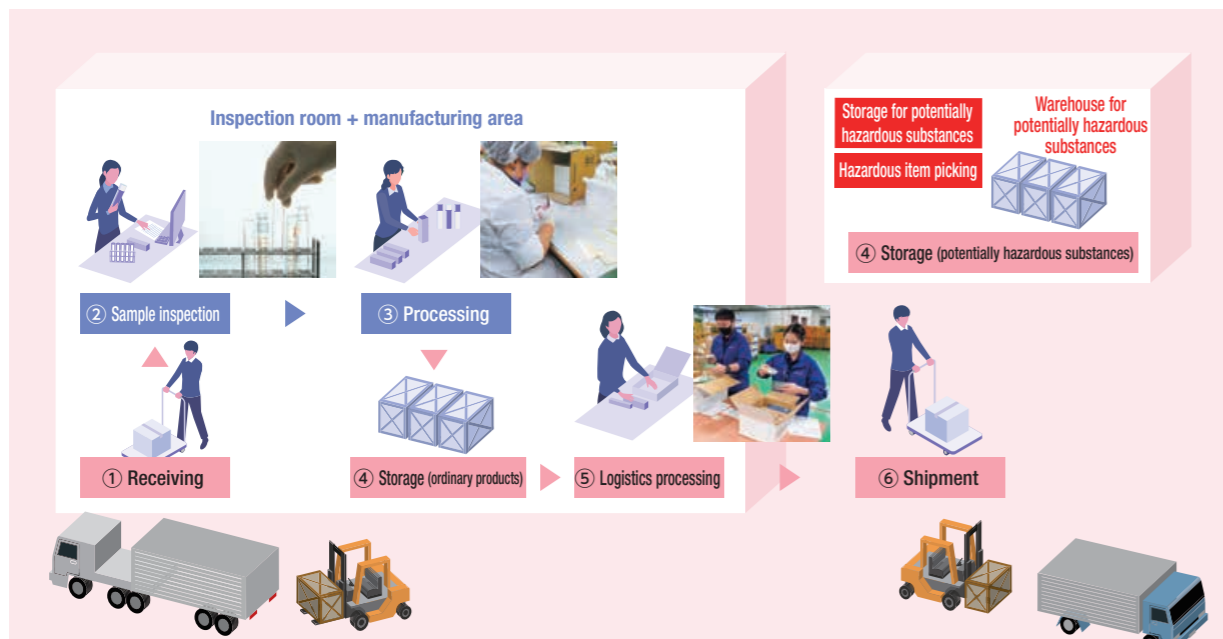 Inspection room + manufacturing area
② Sample inspection
③ Processing
① Receiving
④ Storage (ordinary products)
⑤ Logistics processing
⑥ Shipment
Storage for potentially
hazardous substances
Hazardous item picking
Warehouse for
potentially hazardous
substances
④ Storage (potentially hazardous substances)